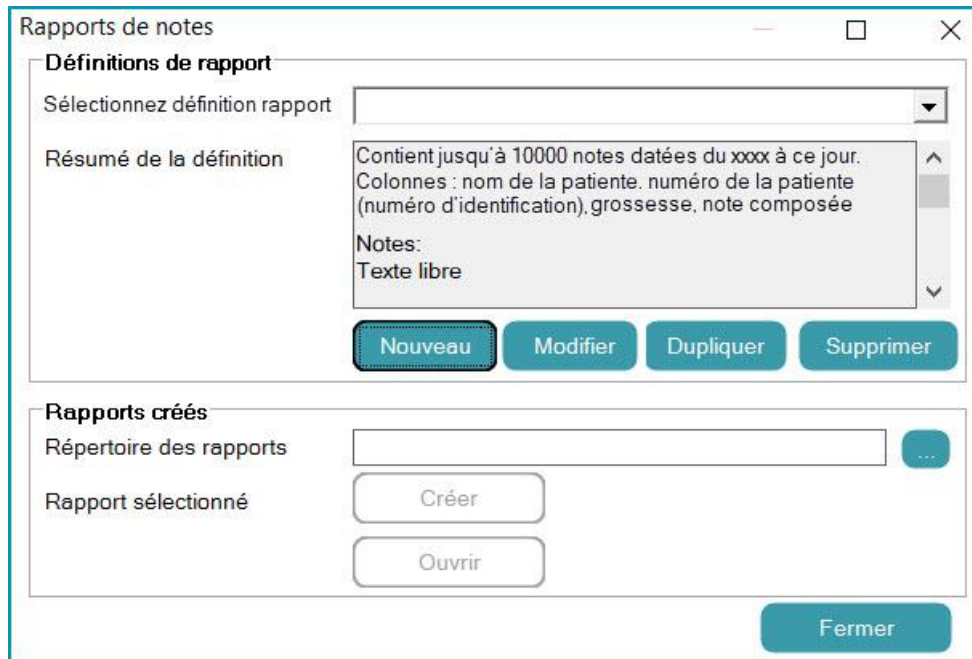 Rapports de notes
Définitions de rapport
Sélectionnez définition rapport
Résumé de la définition
Contient jusqu'à 10000 notes datées du xxxx à ce jour.
Colonnes : nom de la patiente. numéro de la patiente
(numéro d'identification), grossesse, note composée
Notes:
Texte libre
Nouveau
Modifier
Dupliquer
Supprimer
Rapports créés
Répertoire des rapports
...
Rapport sélectionné
Créer
Ouvrir
Fermer